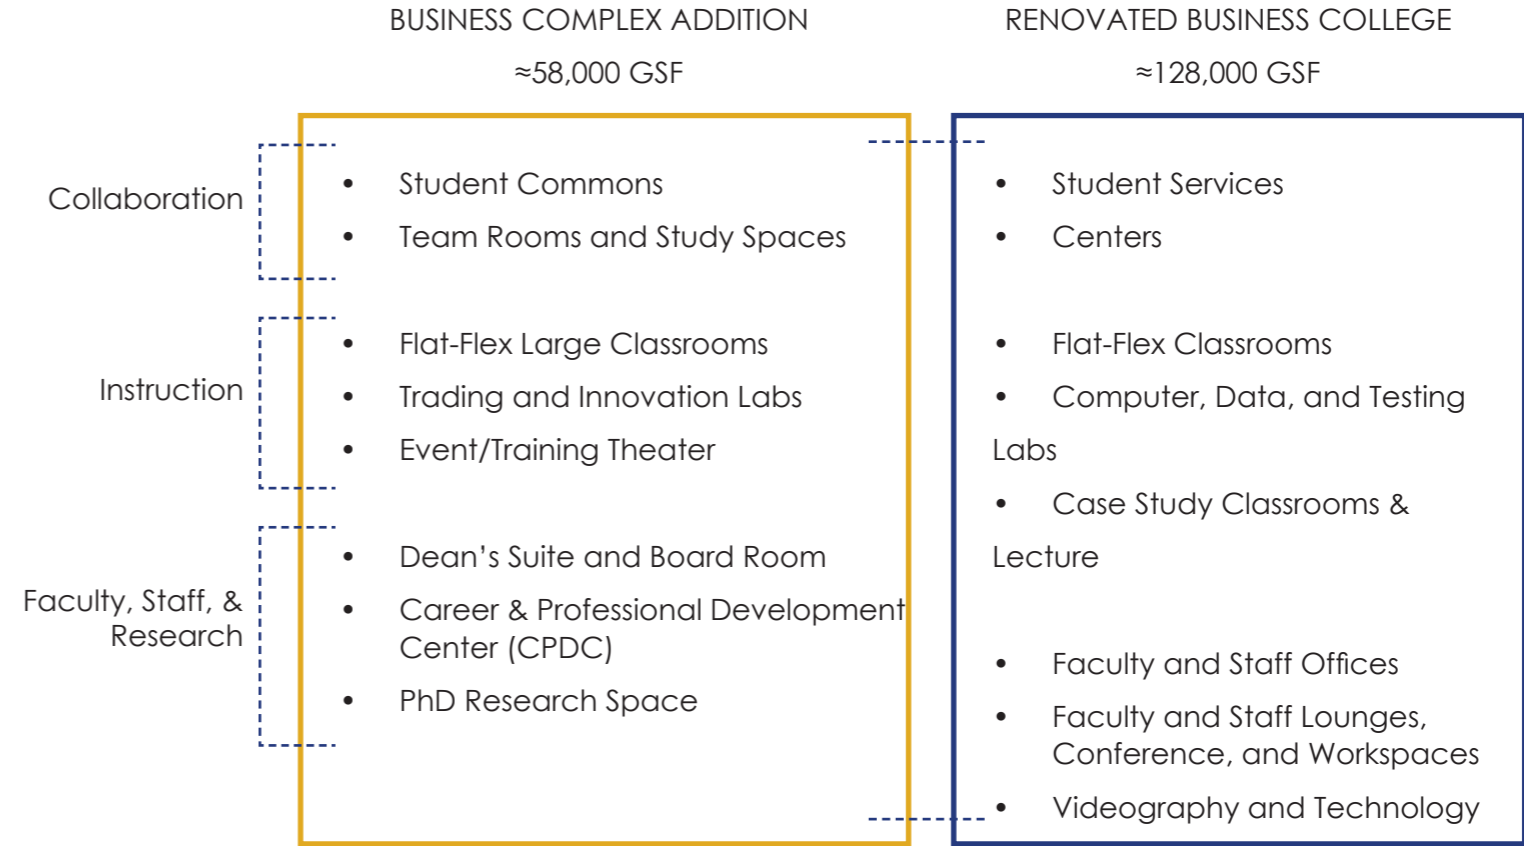 BUSINESS COMPLEX ADDITION
≈58,000 GSF
RENOVATED BUSINESS COLLEGE
≈128,000 GSF
Collaboration
• Student Commons
• Team Rooms and Study Spaces
Instruction
• Flat-Flex Large Classrooms
• Trading and Innovation Labs
• Event/Training Theater
Faculty, Staff, &
Research
• Dean’s Suite and Board Room
• Career & Professional Development
Center (CPDC)
• PhD Research Space
• Student Services
• Centers
• Flat-Flex Classrooms
• Computer, Data, and Testing
Labs
• Case Study Classrooms &
Lecture
• Faculty and Staff Offices
• Faculty and Staff Lounges,
Conference, and Workspaces
• Videography and Technology